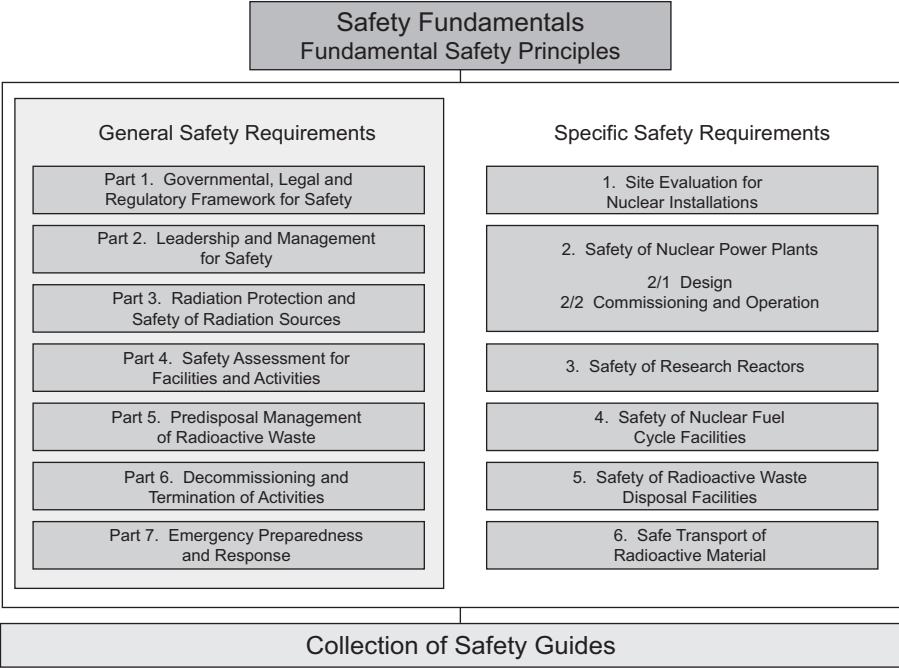 Safety Fundamentals
Fundamental Safety Principles
General Safety Requirements
Part 1. Governmental, Legal and
Regulatory Framework for Safety
Part 2. Leadership and Management
for Safety
Part 3. Radiation Protection and
Safety of Radiation Sources
Part 4. Safety Assessment for
Facilities and Activities
Part 5. Predisposal Management
of Radioactive Waste
Part 6. Decommissioning and
Termination of Activities
Part 7. Emergency Preparedness
and Response
Specific Safety Requirements
1. Site Evaluation for
Nuclear Installations
2. Safety of Nuclear Power Plants
2/1 Design
2/2 Commissioning and Operation
3. Safety of Research Reactors
4. Safety of Nuclear Fuel
Cycle Facilities
5. Safety of Radioactive Waste
Disposal Facilities
6. Safe Transport of
Radioactive Material
Collection of Safety Guides